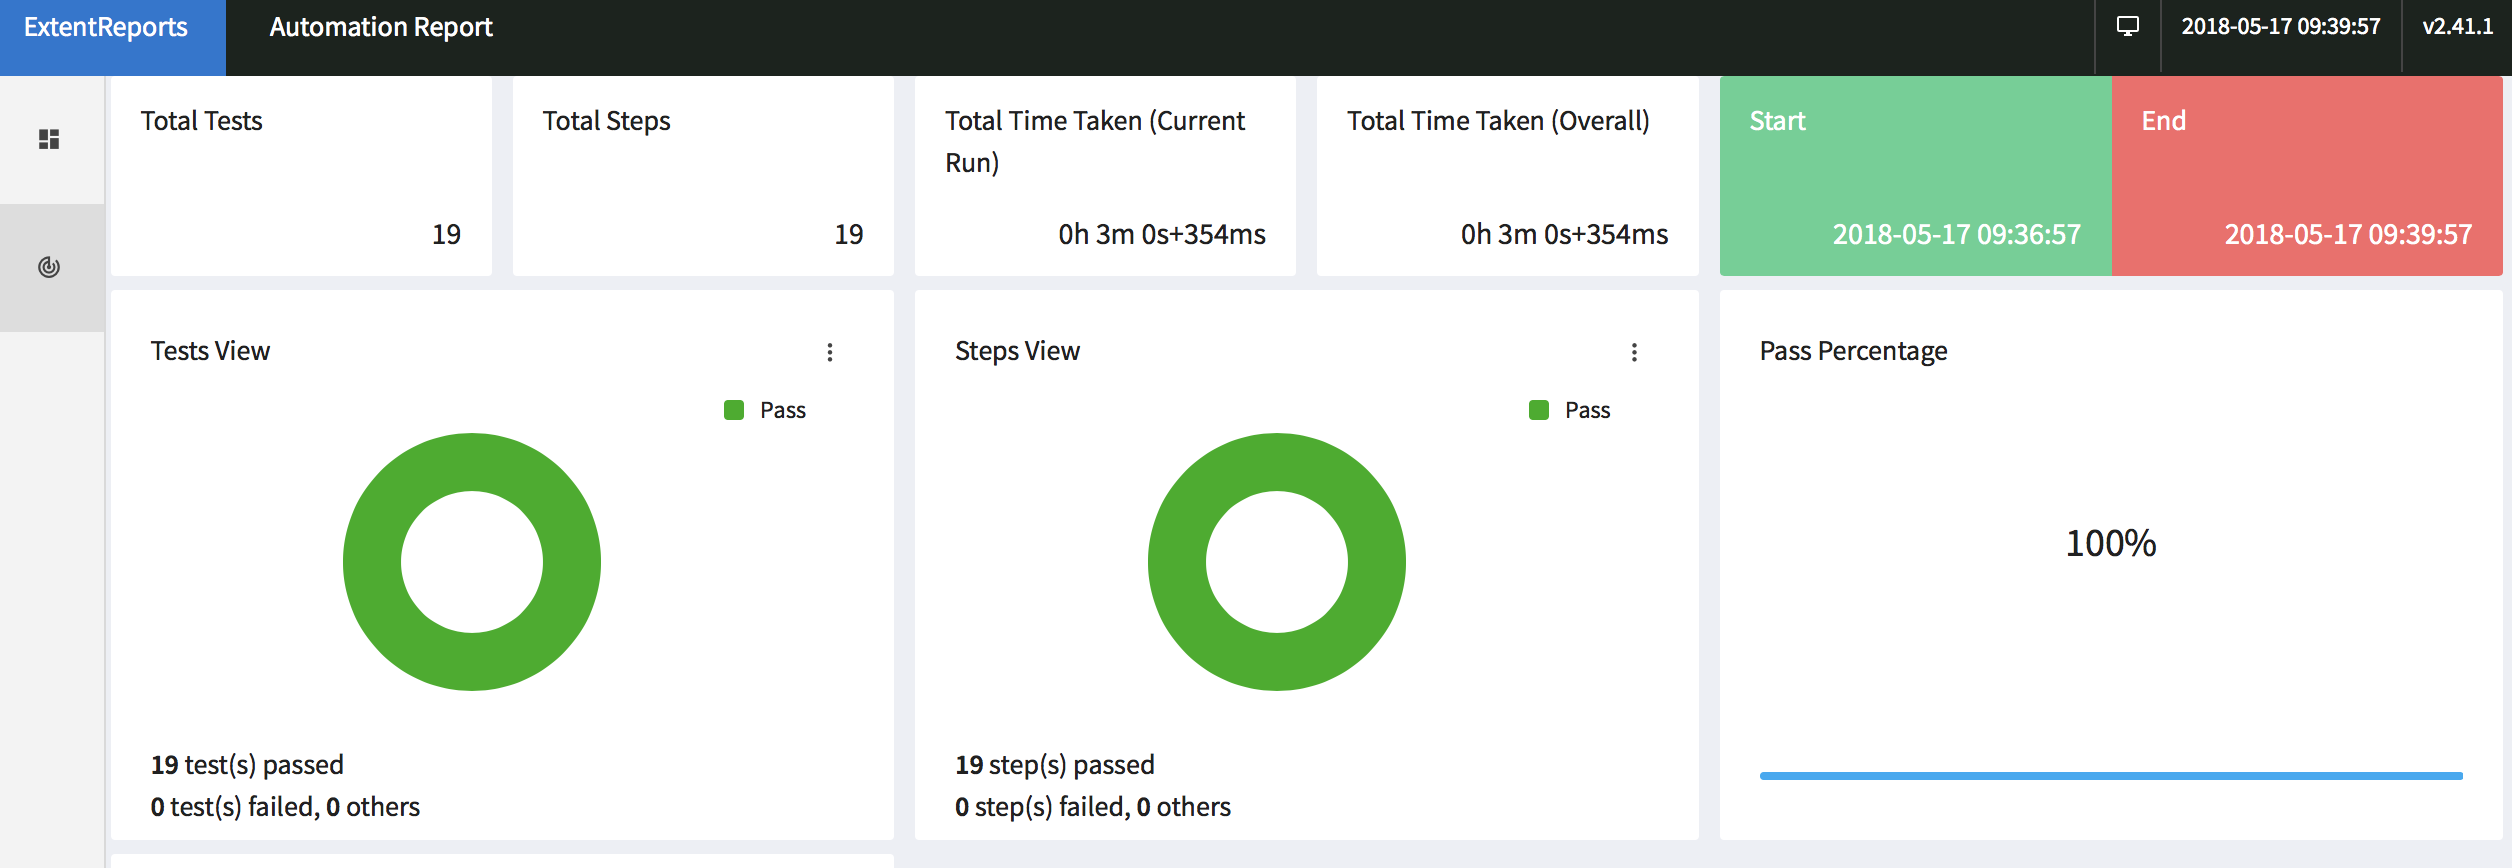 ExtentReports
Automation Report
2018-05-17 09:39:57
v2.41.1
Total Tests
19
Total Steps
19
Total Time Taken (Current
Run)
0h 3m 0s+354ms
Total Time Taken (Overall)
0h 3m 0s+354ms
Start
2018-05-17 09:36:57
End
2018-05-17 09:39:57
Tests View
Pass
19 test(s) passed
0 test(s) failed, 0 others
Steps View
Pass
19 step(s) passed
0 step(s) failed, 0 others
Pass Percentage
100%